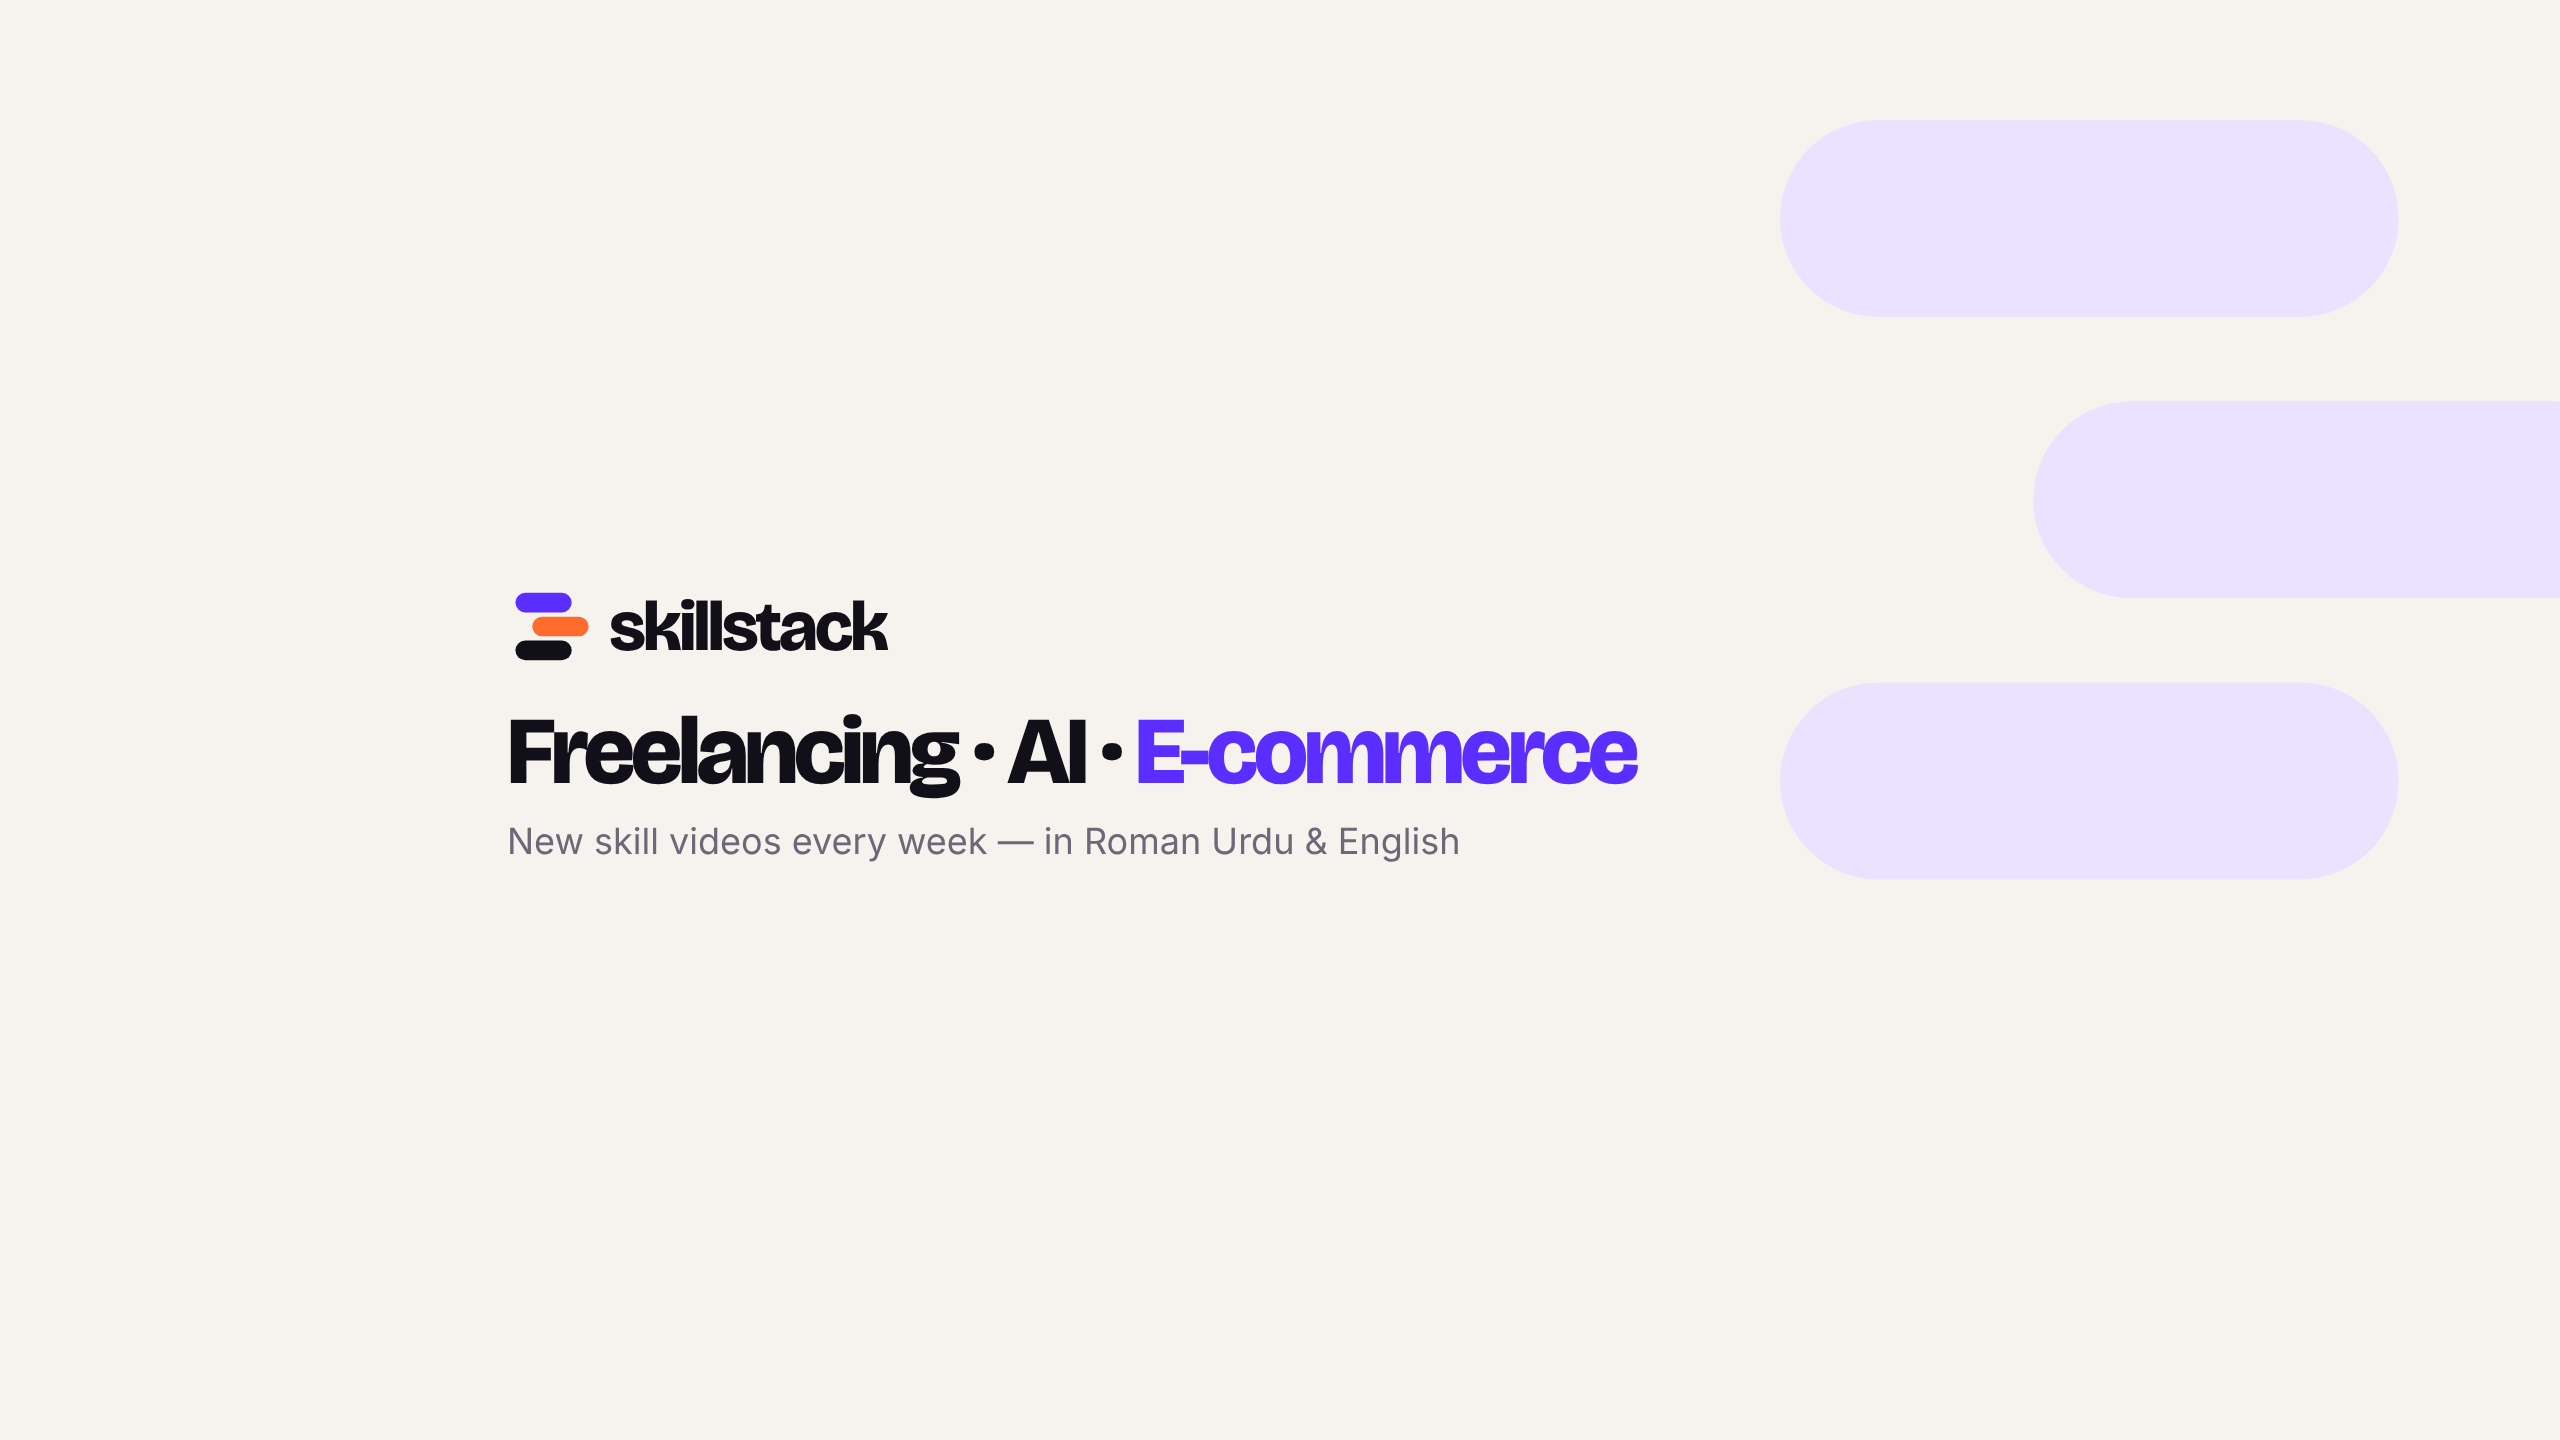 skillstack
Freelancing · AI · E-commerce
New skill videos every week — in Roman Urdu & English